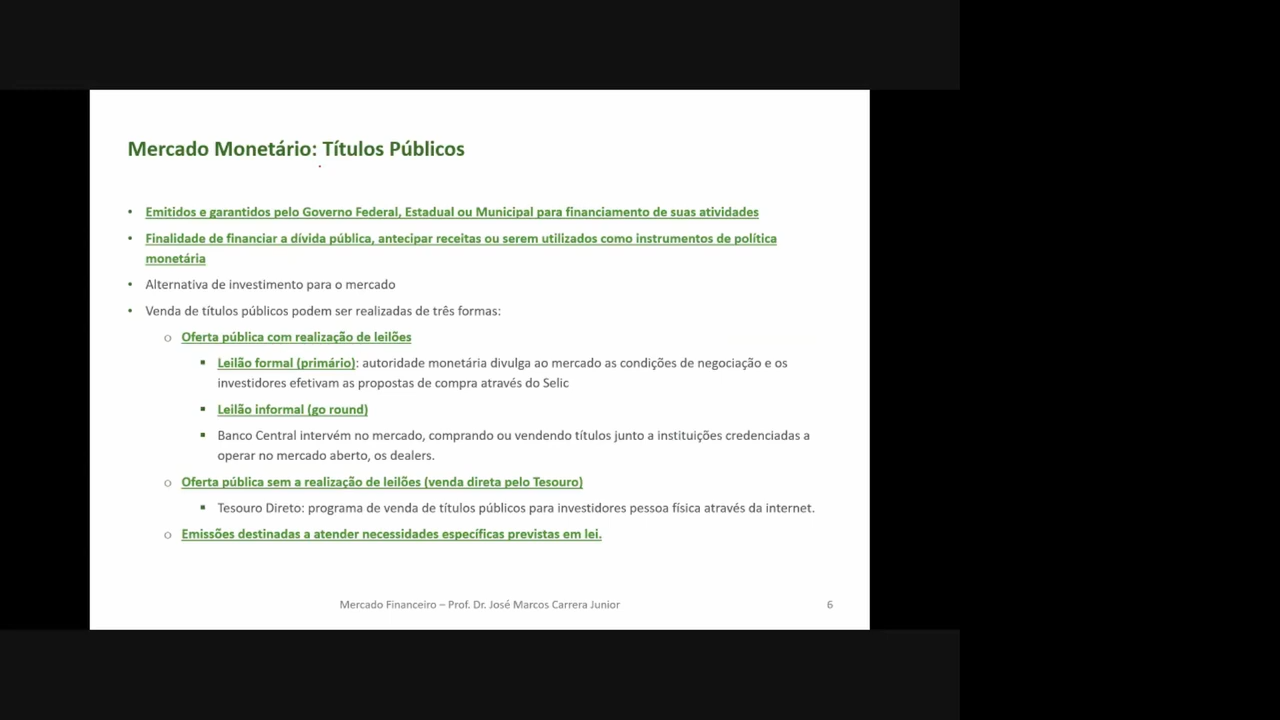 Mercado Monetário: Títulos Públicos
• Emitidos e garantidos pelo Governo Federal, Estadual ou Municipal para financiamento de suas atividades
• Finalidade de financiar a dívida pública, antecipar receitas ou serem utilizados como instrumentos de política
monetária
• Alternativa de investimento para o mercado
• Venda de títulos públicos podem ser realizadas de três formas:
o Oferta pública com realização de leilões
▪ Leilão formal (primário): autoridade monetária divulga ao mercado as condições de negociação e os
investidores efetivam as propostas de compra através do Selic
▪ Leilão informal (go round)
▪ Banco Central intervém no mercado, comprando ou vendendo títulos junto a instituições credenciadas a
operar no mercado aberto, os dealers.
o Oferta pública sem a realização de leilões (venda direta pelo Tesouro)
▪ Tesouro Direto: programa de venda de títulos públicos para investidores pessoa física através da internet.
o Emissões destinadas a atender necessidades específicas previstas em lei.
Mercado Financeiro – Prof. Dr. José Marcos Carrera Junior 6